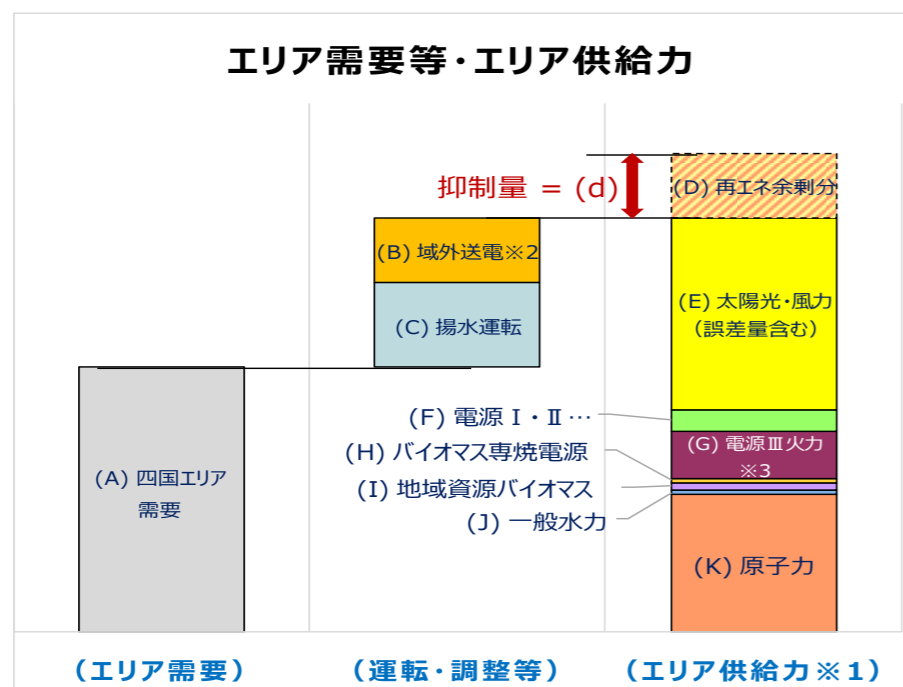 エリア需要等・エリア供給力
抑制量 = (d)
(D) 再エネ余剰分
(B) 域外送電※2
(C) 揚水運転
(E) 太陽光・風力
(誤差量含む)
(F) 電源Ⅰ・Ⅱ…
(G) 電源Ⅲ火力
※3
(H) バイオマス専焼電源
(I) 地域資源バイオマス
(J) 一般水力
(A) 四国エリア
需要
(K) 原子力
(エリア需要)
(運転・調整等)
(エリア供給力※1)